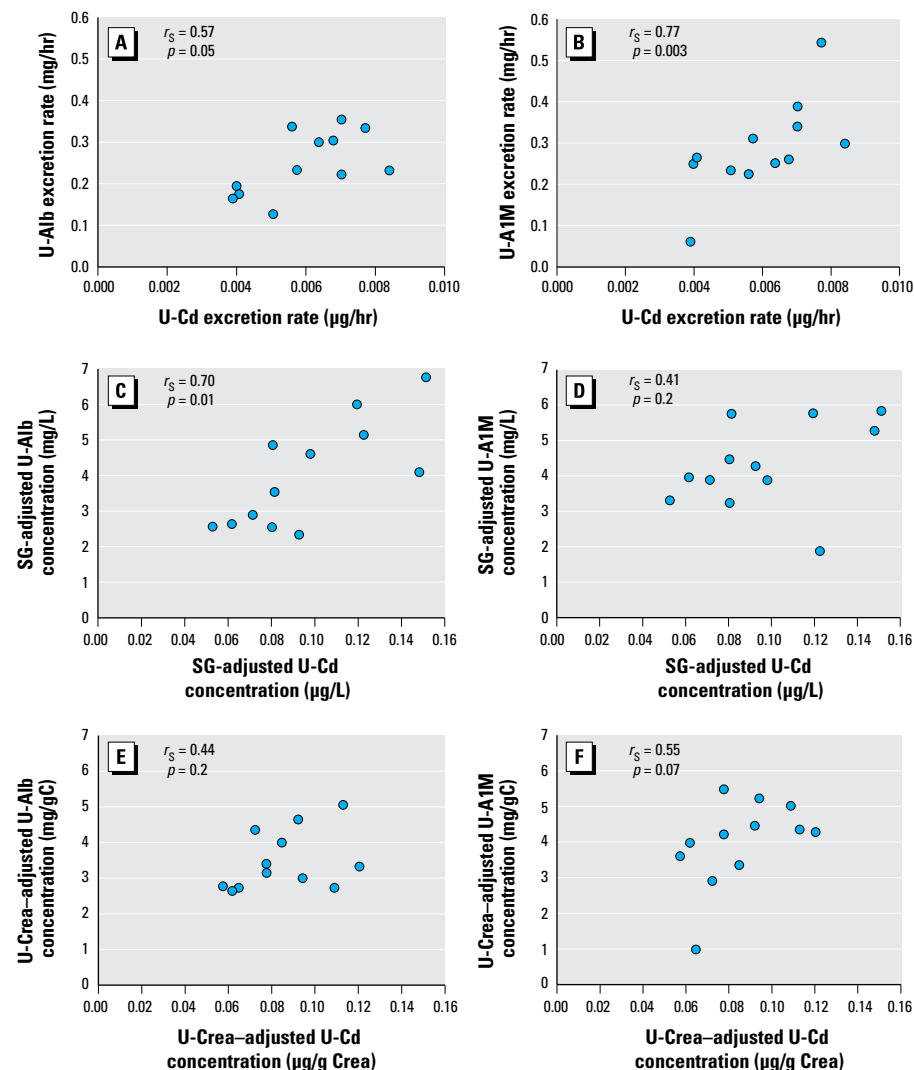 A
r_S = 0.57
p = 0.05
U-Alb excretion rate (mg/hr)
0.6
0.5
0.4
0.3
0.2
0.1
0.0
0.000 0.002 0.004 0.006 0.008 0.010
U-Cd excretion rate (µg/hr)
B
r_S = 0.77
p = 0.003
U-A1M excretion rate (mg/hr)
0.6
0.5
0.4
0.3
0.2
0.1
0.0
0.000 0.002 0.004 0.006 0.008 0.010
U-Cd excretion rate (µg/hr)
C
r_S = 0.70
p = 0.01
SG-adjusted U-Alb
concentration (mg/L)
7
6
5
4
3
2
1
0
0.00 0.02 0.04 0.06 0.08 0.10 0.12 0.14 0.16
SG-adjusted U-Cd
concentration (µg/L)
D
r_S = 0.41
p = 0.2
SG-adjusted U-A1M
concentration (mg/L)
7
6
5
4
3
2
1
0
0.00 0.02 0.04 0.06 0.08 0.10 0.12 0.14 0.16
SG-adjusted U-Cd
concentration (µg/L)
E
r_S = 0.44
p = 0.2
U-Crea–adjusted U-Alb
concentration (mg/gC)
7
6
5
4
3
2
1
0
0.00 0.02 0.04 0.06 0.08 0.10 0.12 0.14 0.16
U-Crea–adjusted U-Cd
concentration (µg/g Crea)
F
r_S = 0.55
p = 0.07
U-Crea–adjusted U-A1M
concentration (mg/gC)
7
6
5
4
3
2
1
0
0.00 0.02 0.04 0.06 0.08 0.10 0.12 0.14 0.16
U-Crea–adjusted U-Cd
concentration (µg/g Crea)